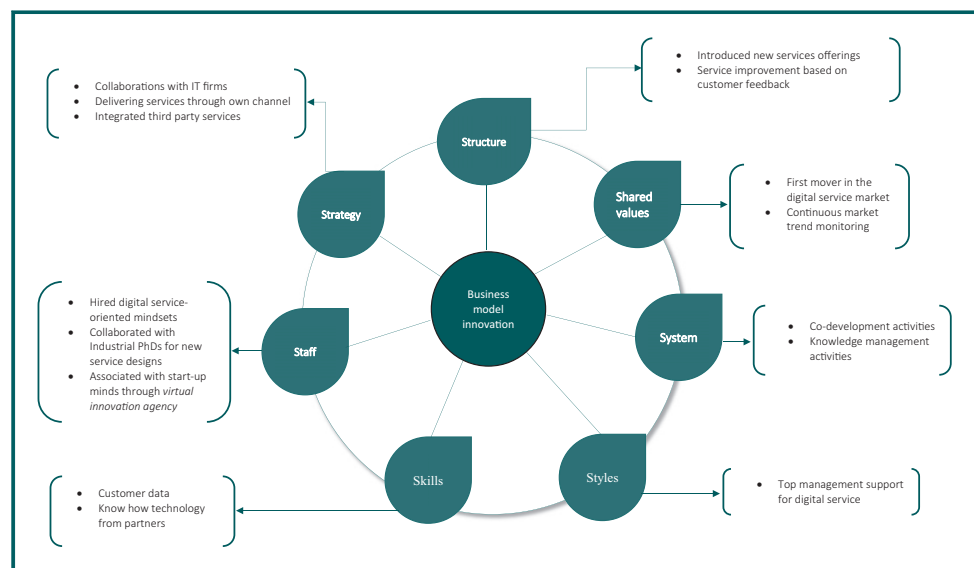 Introduced new services offerings
Service improvement based on
customer feedback
Collaborations with IT firms
Delivering services through own channel
Integrated third party services
Structure
First mover in the
digital service market
Continuous market
trend monitoring
Shared
values
Strategy
Business
model
innovation
Hired digital service-
oriented mindsets
Collaborated with
Industrial PhDs for new
service designs
Associated with start-up
minds through virtual
innovation agency
Staff
System
Co-development activities
Knowledge management
activities
Skills
Styles
Customer data
Know how technology
from partners
Top management support
for digital service